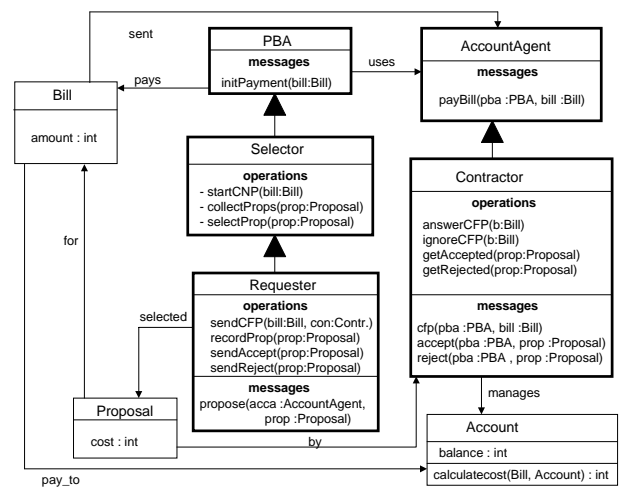 sent
PBA
messages
initPayment(bill:Bill)
uses
AccountAgent
messages
payBill(pba :PBA, bill :Bill)
pays
Bill
amount : int
Selector
operations
- startCNP(bill:Bill)
- collectProps(prop:Proposal)
- selectProp(prop:Proposal)
Contractor
operations
answerCFP(b:Bill)
ignoreCFP(b:Bill)
getAccepted(prop:Proposal)
getRejected(prop:Proposal)
messages
cfp(pba :PBA, bill :Bill)
accept(pba :PBA, prop :Proposal)
reject(pba :PBA , prop :Proposal)
for
selected
Requester
operations
sendCFP(bill:Bill, con:Contr.)
recordProp(prop:Proposal)
sendAccept(prop:Proposal)
sendReject(prop:Proposal)
messages
propose(acca :AccountAgent,
prop :Proposal)
manages
Proposal
cost : int
by
Account
balance : int
calculatecost(Bill, Account) : int
pay_to